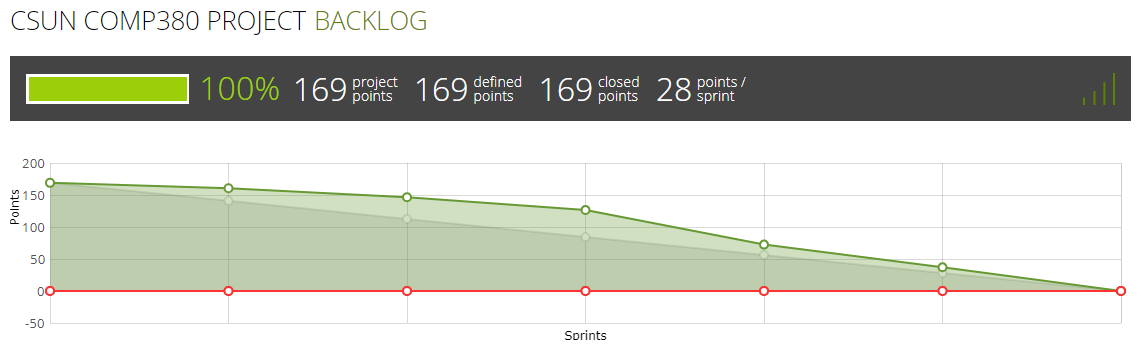 CSUN COMP380 PROJECT BACKLOG
100% 169 project points 169 defined points 169 closed points 28 points / sprint
200
150
100
50
0
-50
Points
Sprints